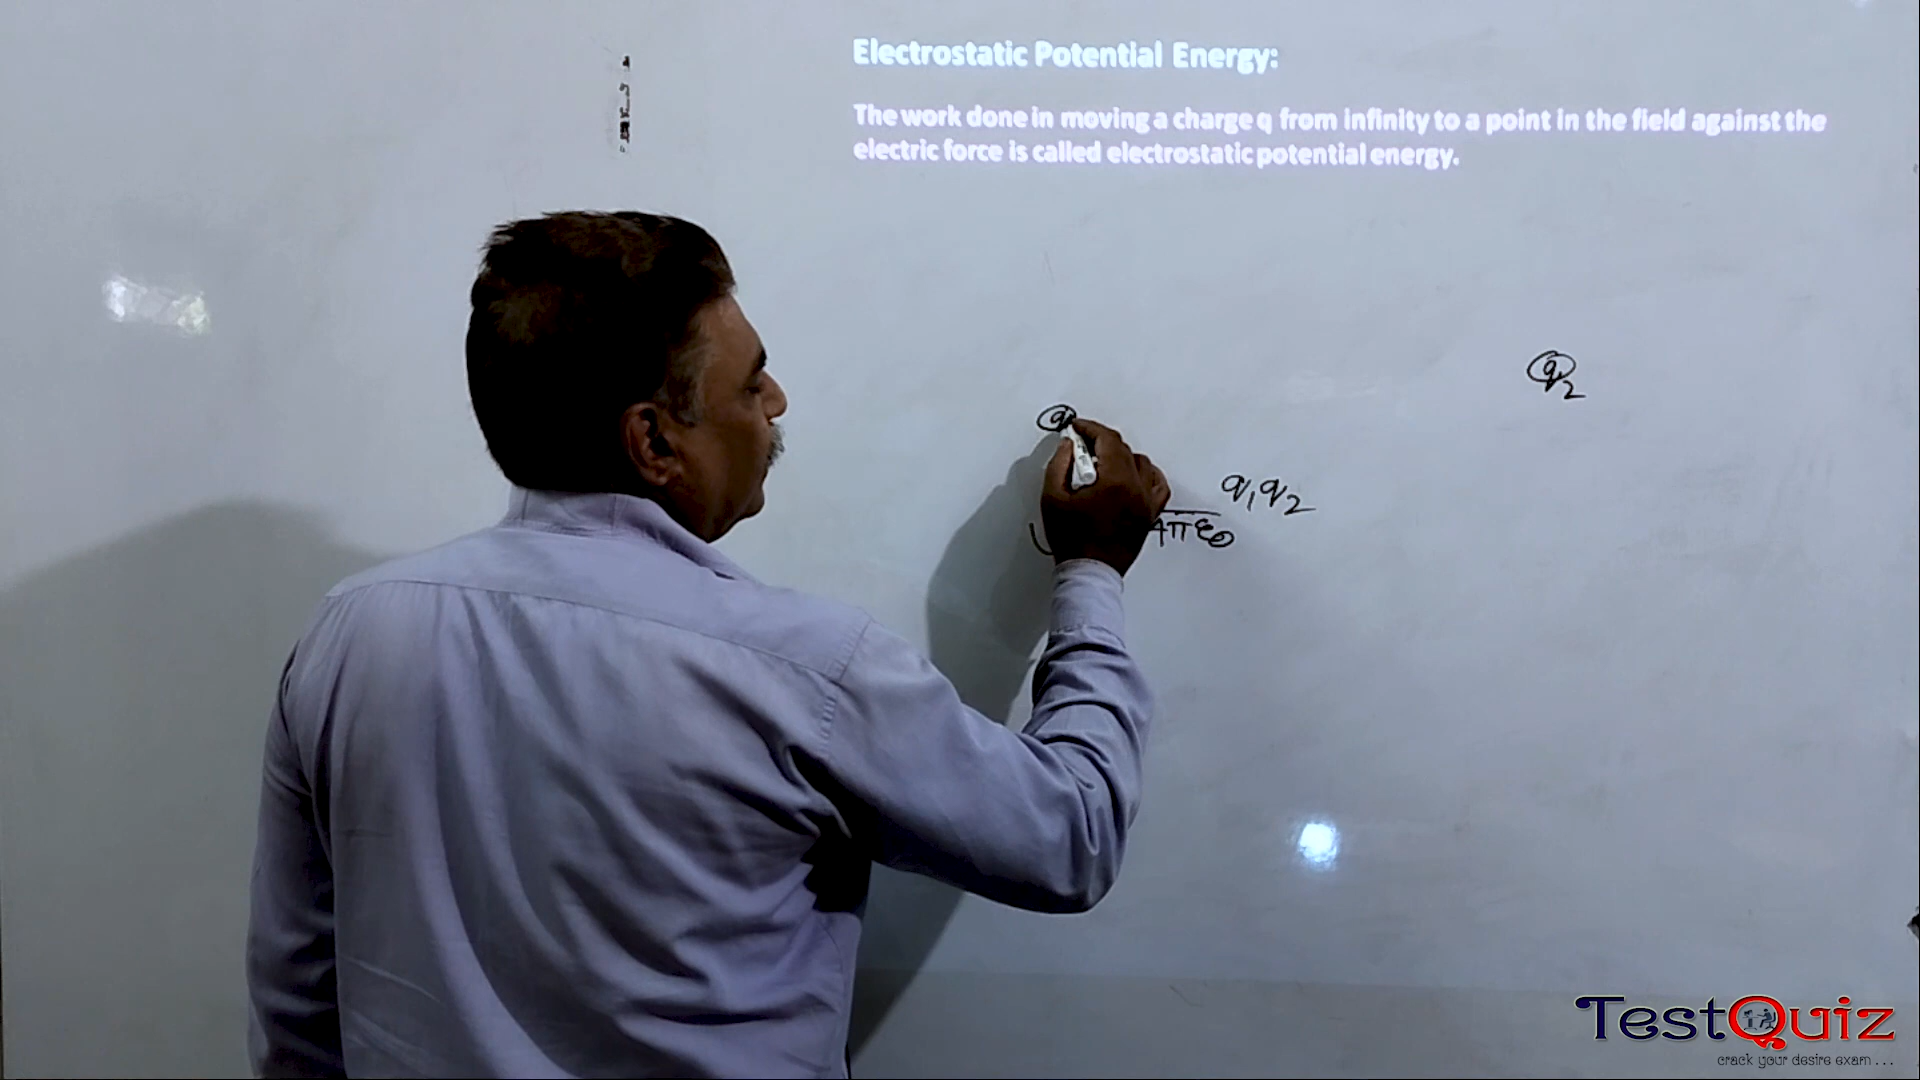 Electrostatic Potential Energy:
The work done in moving a charge q from infinity to a point in the field against the
electric force is called electrostatic potential energy.
q2
q
q1q2
4πε0
TestQuiz
crack your desire exam ...